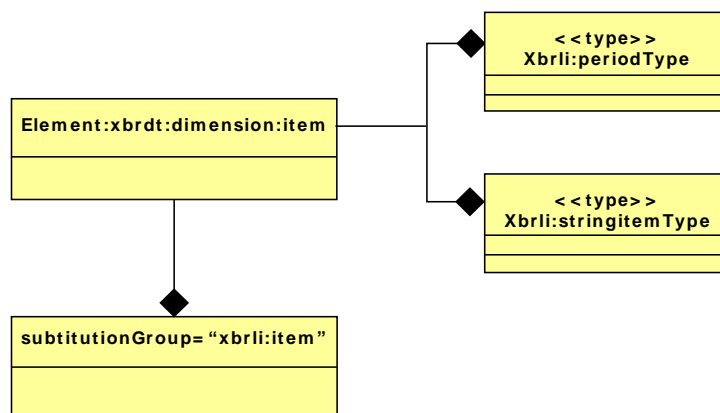 <<type>>
Xbrli:periodType
Element:xbrdt:dimension:item
<<type>>
Xbrli:stringitemType
subtitutionGroup=“xbrli:item”